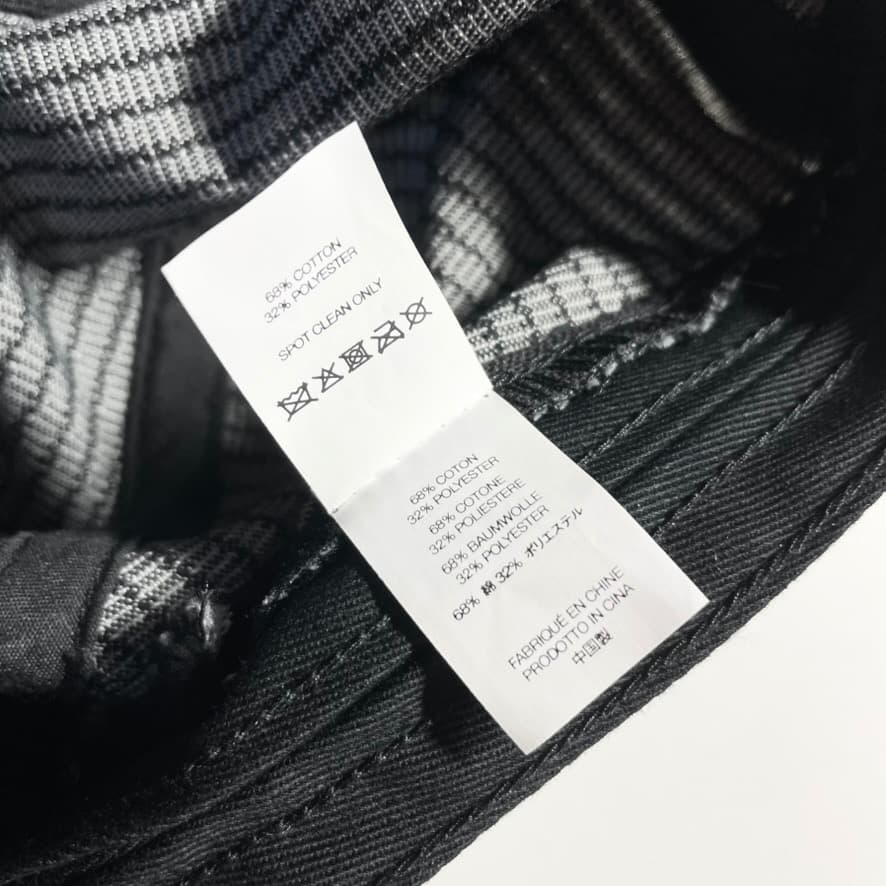 68% COTTON
32% POLYESTER
SPOT CLEAN ONLY
68% COTON
32% POLYESTER
68% COTONE
32% POLIESTERE
68% BAUMWOLLE
32% POLYESTER
68% 綿 32% ポリエステル
FABRIQUÉ EN CHINE
PRODOTTO IN CINA
中国製